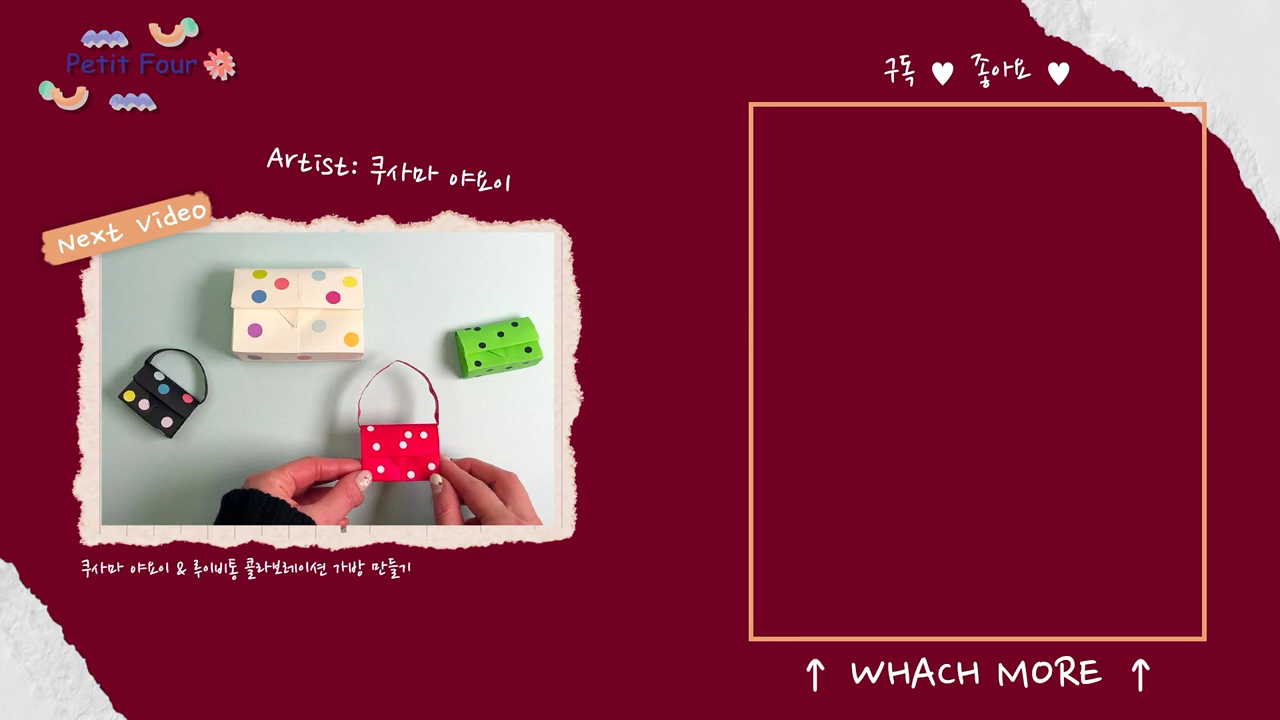 Petit Four
구독 ♥ 좋아요 ♥
Artist: 쿠사마 야요이
Next Video
쿠사마 야요이 & 루이비통 콜라보레이션 가방 만들기
↑ WHACH MORE ↑